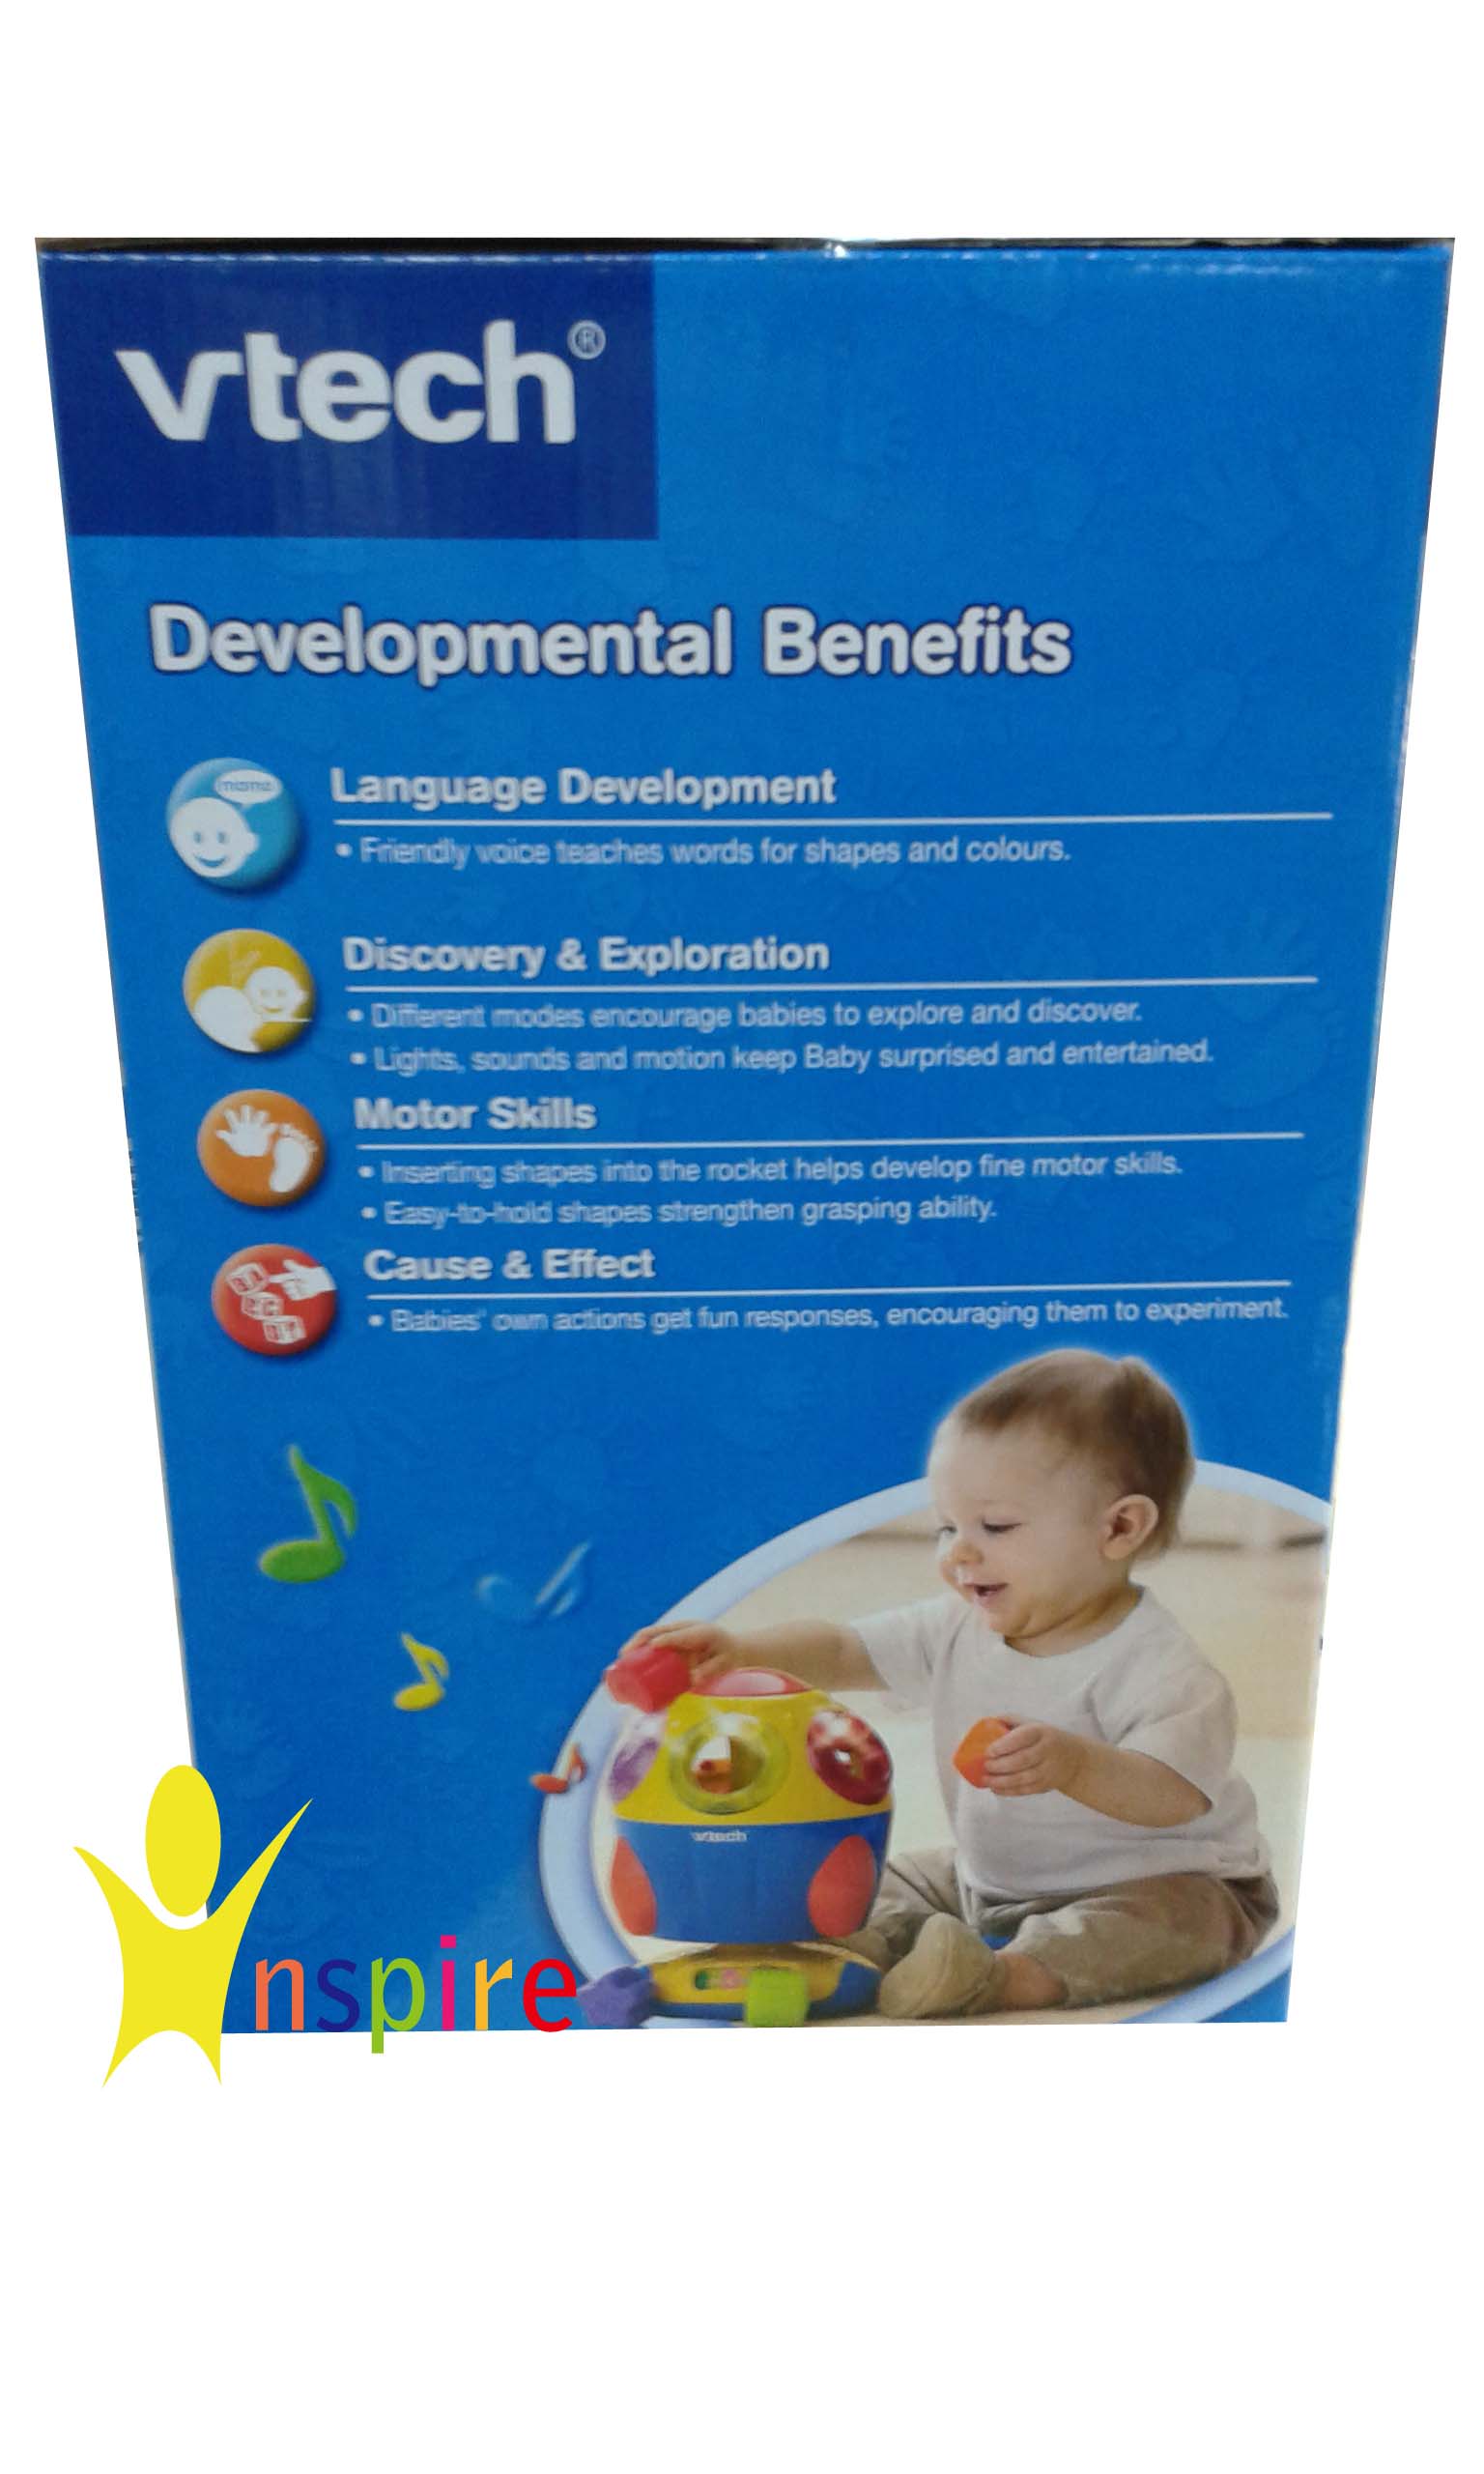 vtech®
Developmental Benefits
mama
Language Development
• Friendly voice teaches words for shapes and colours.
Discovery & Exploration
• Different modes encourage babies to explore and discover.
• Lights, sounds and motion keep Baby surprised and entertained.
Motor Skills
• Inserting shapes into the rocket helps develop fine motor skills.
• Easy-to-hold shapes strengthen grasping ability.
Cause & Effect
• Babies' own actions get fun responses, encouraging them to experiment.
vtech
nspire